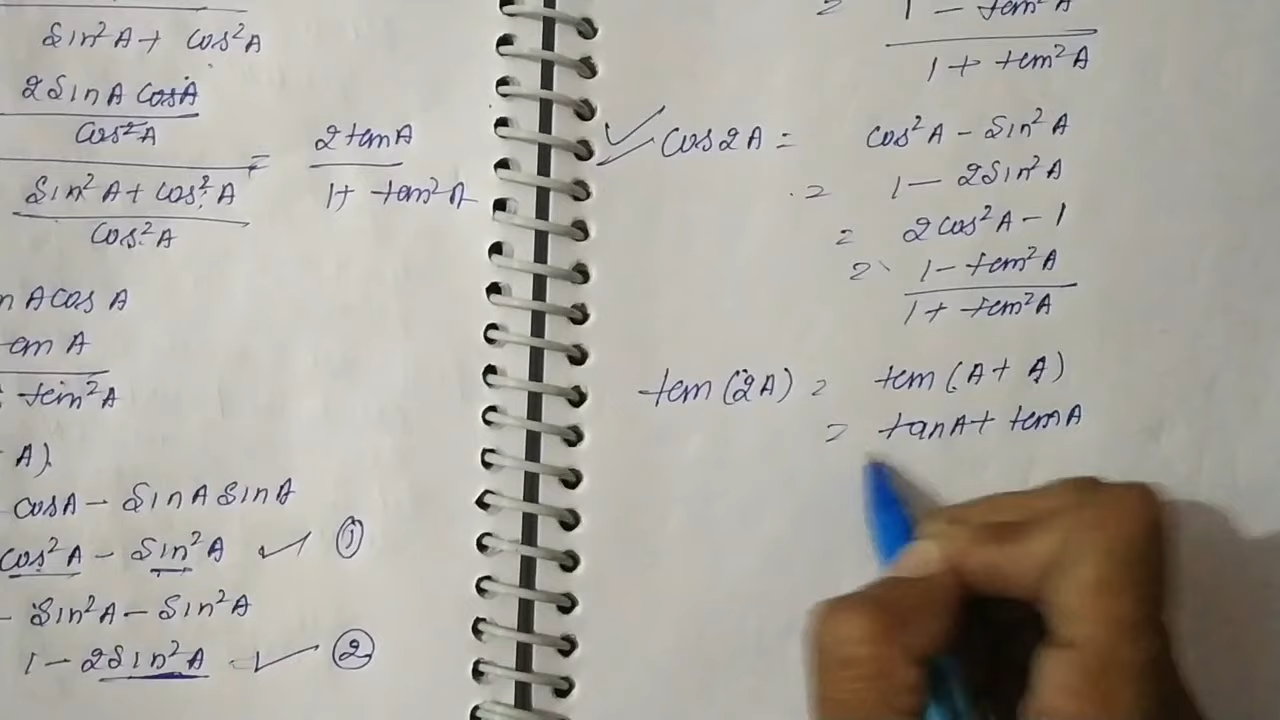 Sin²A + Cos²A
2SinA CosA
Cos²A
= 2tanA
Sin²A + Cos²A
1 + tan²A
Cos²A
A cos A
A
tan²A
A).
CosA - SinA SinA
Cos²A - Sin²A ✓ ①
- Sin²A - Sin²A
1 - 2Sin²A ✓ ②
= 1 - tan²A
1 + tan²A
Cos2A = Cos²A - Sin²A
= 1 - 2Sin²A
= 2Cos²A - 1
= 1 - tan²A
1 + tan²A
tan(2A) = tan(A + A)
= tanA + tanA